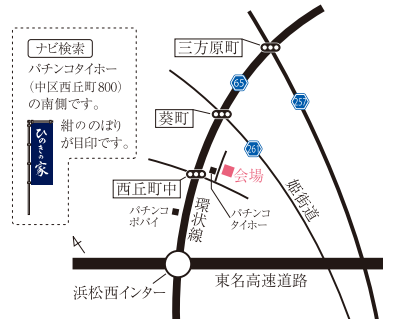 ナビ検索
パチンコタイホー
(中区西丘町800)
の南側です。
紺ののぼり
が目印です。
ひのきの家
三方原町
65
257
葵町
261
会場
姫街道
西丘町中
パチンコ
タイホー
パチンコ
ポパイ
環状線
4
浜松西インター
東名高速道路